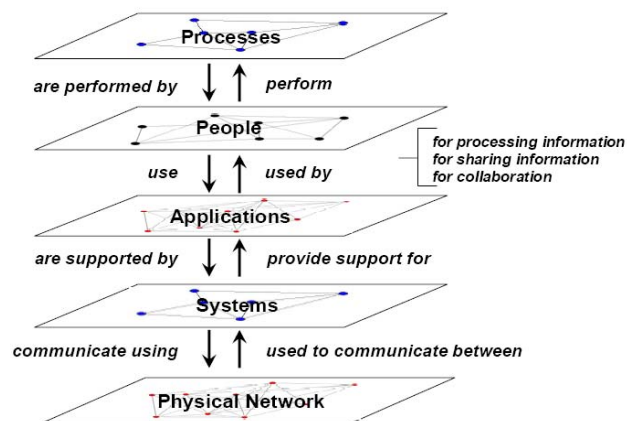 Processes
are performed by
perform
People
for processing information
for sharing information
for collaboration
use
used by
Applications
are supported by
provide support for
Systems
communicate using
used to communicate between
Physical Network